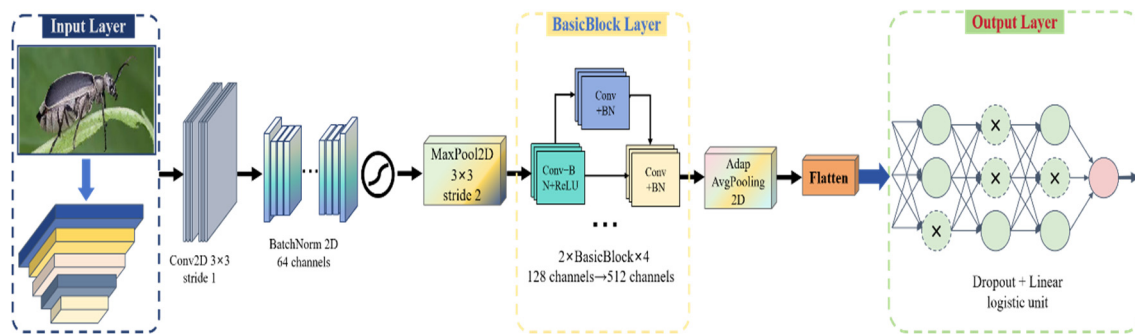 Input Layer
Conv2D 3×3
stride 1
BatchNorm 2D
64 channels
MaxPool2D
3×3
stride 2
BasicBlock Layer
Conv
+BN
Conv-B
N+ReLU
Conv
+BN
2×BasicBlock×4
128 channels→512 channels
Adap
AvgPooling
2D
Flatten
Output Layer
Dropout + Linear
logistic unit